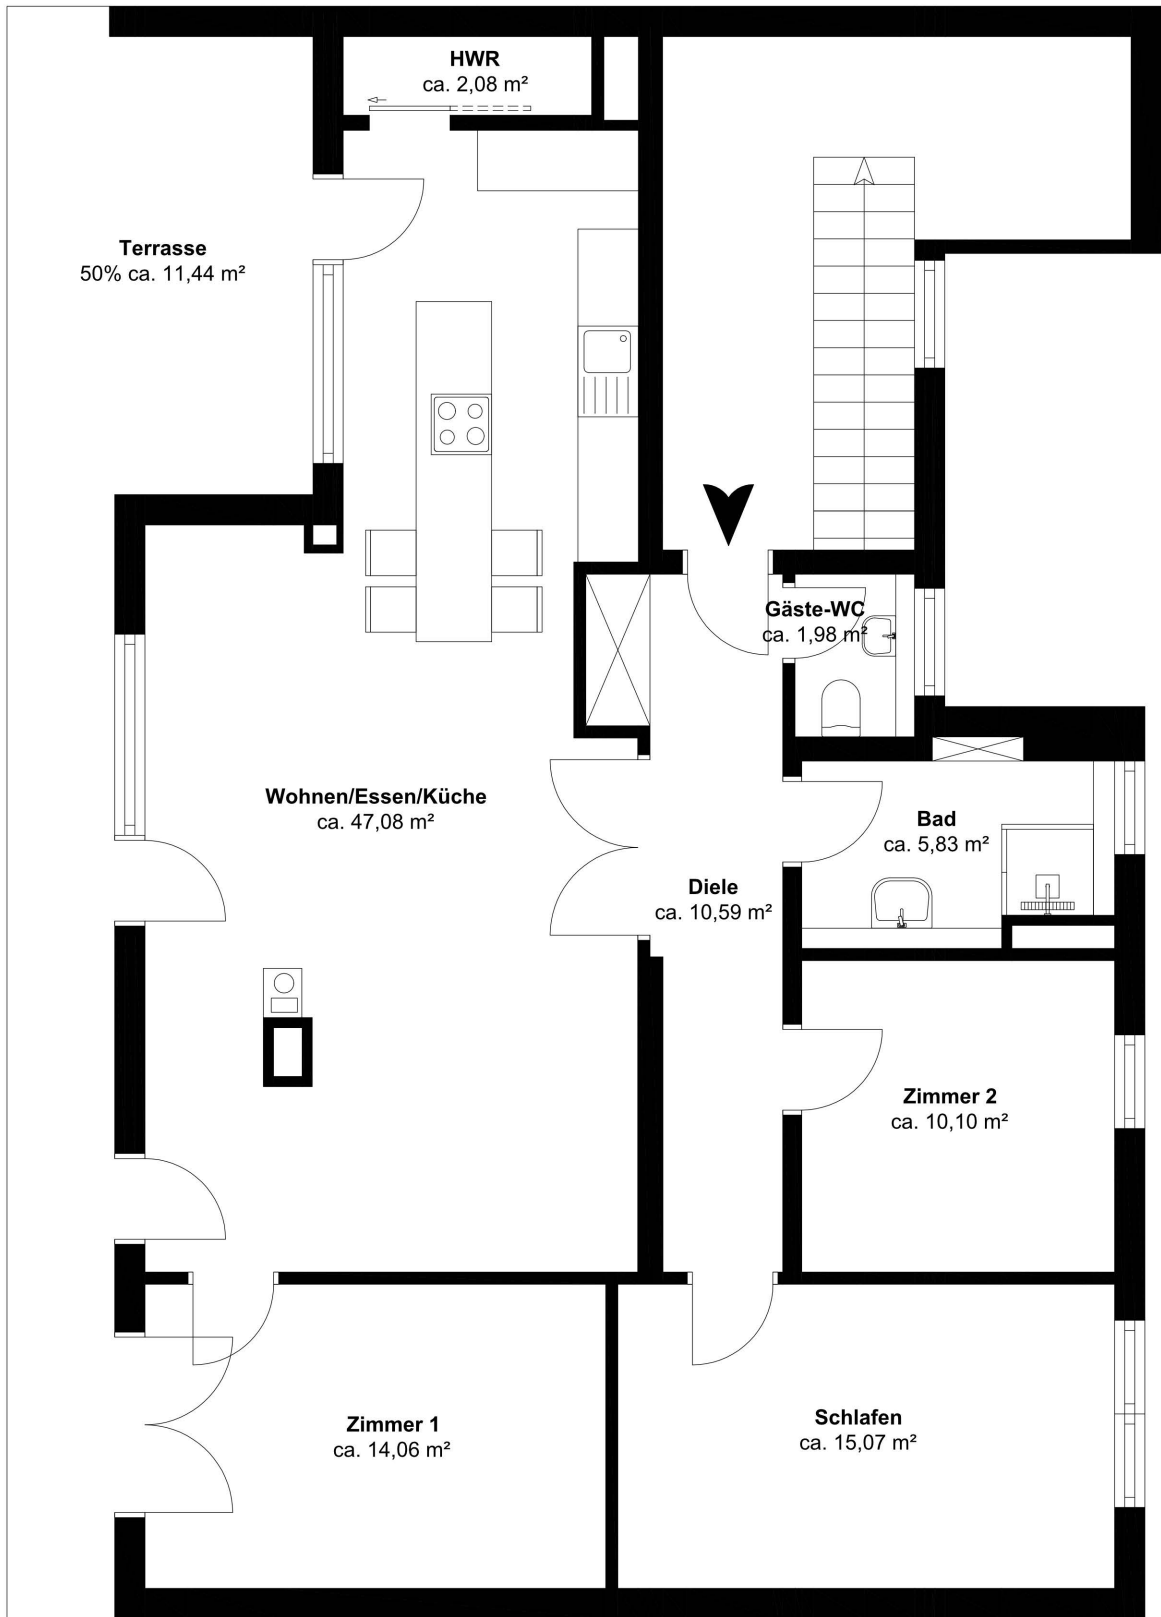 HWR
ca. 2,08 m²
Terrasse
50% ca. 11,44 m²
Gäste-WC
ca. 1,98 m²
Wohnen/Essen/Küche
ca. 47,08 m²
Bad
ca. 5,83 m²
Diele
ca. 10,59 m²
Zimmer 2
ca. 10,10 m²
Zimmer 1
ca. 14,06 m²
Schlafen
ca. 15,07 m²